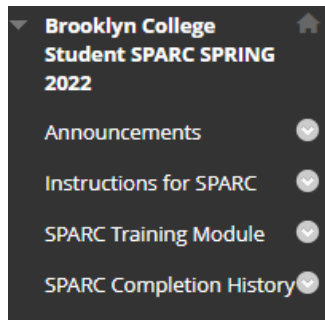 Brooklyn College
Student SPARC SPRING
2022
Announcements
Instructions for SPARC
SPARC Training Module
SPARC Completion History